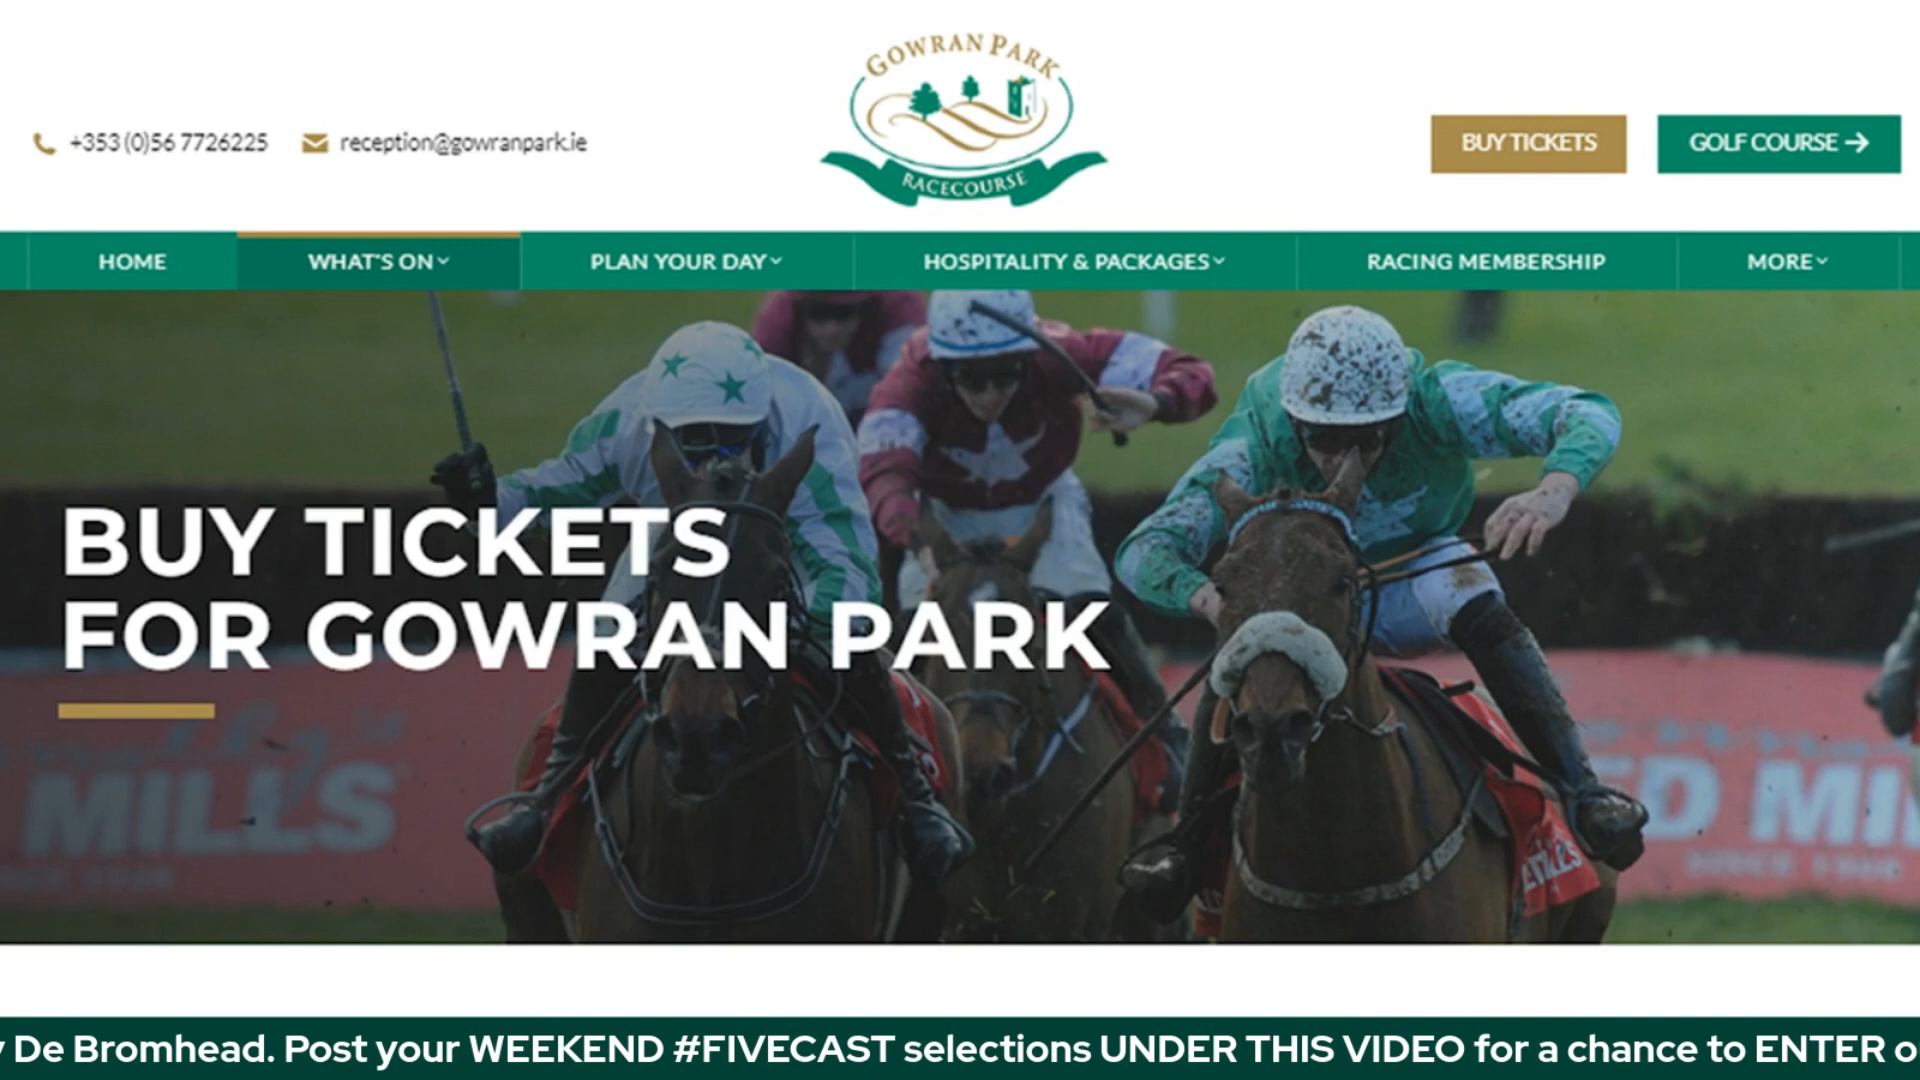 GOWRAN PARK
RACECOURSE
+353 (0)56 7726225
reception@gowranpark.ie
BUY TICKETS
GOLF COURSE →
HOME
WHAT'S ON
PLAN YOUR DAY
HOSPITALITY & PACKAGES
RACING MEMBERSHIP
MORE
BUY TICKETS
FOR GOWRAN PARK
MILLS
ED MI
De Bromhead. Post your WEEKEND #FIVECAST selections UNDER THIS VIDEO for a chance to ENTER